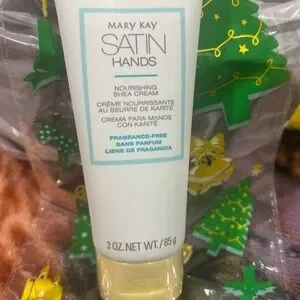 MARY KAY
SATIN
HANDS
NOURISHING
SHEA CREAM
CRÈME NOURRISSANTE
AU BEURRE DE KARITÉ
CREMA PARA MANOS
CON KARITÉ
FRAGRANCE-FREE
SANS PARFUM
LIBRE DE FRAGANCIA
3 OZ. NET WT. / 85 g